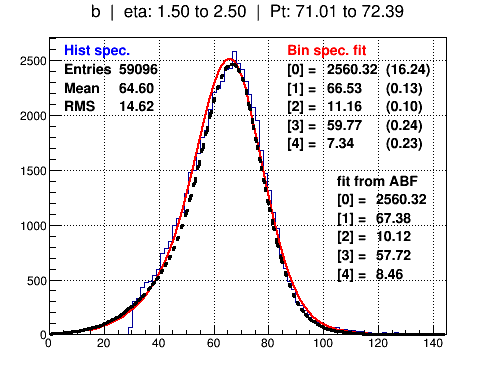 b | eta: 1.50 to 2.50 | Pt: 71.01 to 72.39
Hist spec.
Entries 59096
Mean 64.60
RMS 14.62
Bin spec. fit
[0] = 2560.32 (16.24)
[1] = 66.53 (0.13)
[2] = 11.16 (0.10)
[3] = 59.77 (0.24)
[4] = 7.34 (0.23)
fit from ABF
[0] = 2560.32
[1] = 67.38
[2] = 10.12
[3] = 57.72
[4] = 8.46
2500
2000
1500
1000
500
0
0 20 40 60 80 100 120 140